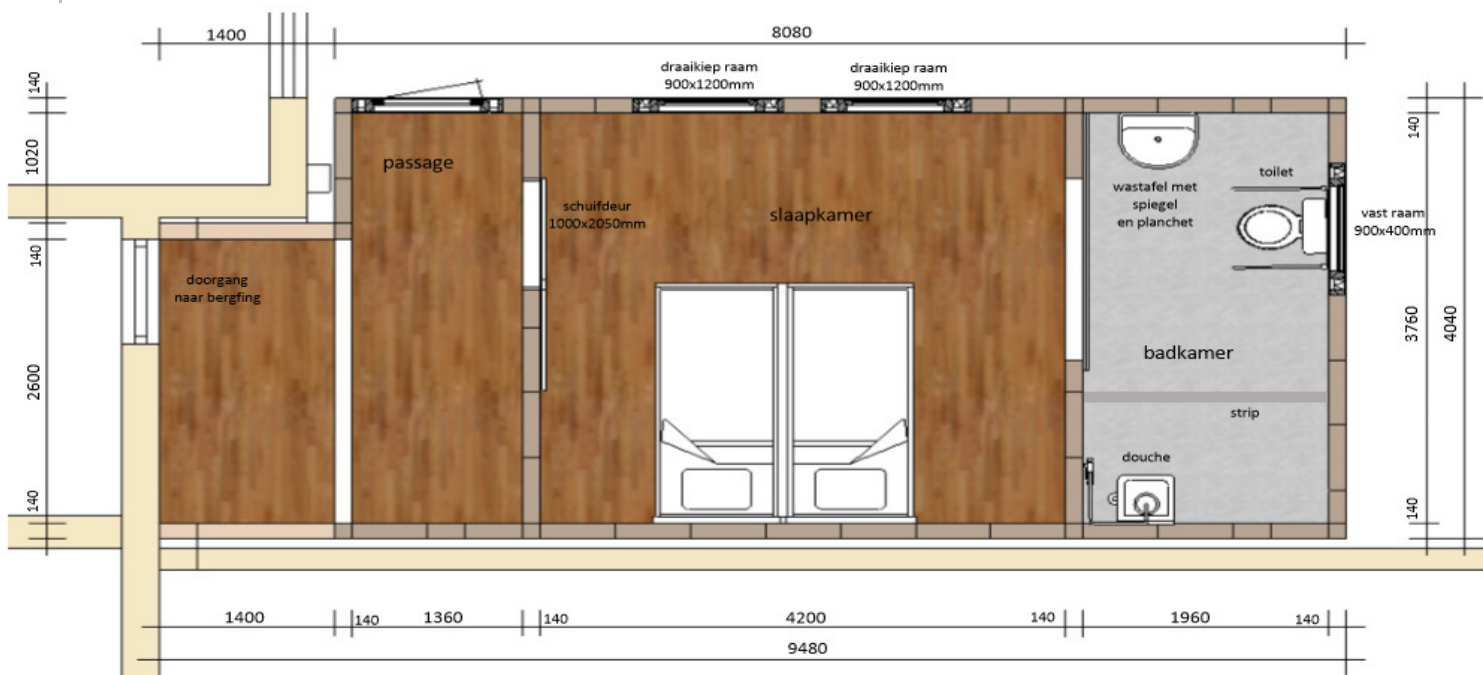 1400
8080
140
1020
140
2600
140
draaikiep raam
900x1200mm
draaikiep raam
900x1200mm
passage
schuifdeur
1000x2050mm
slaapkamer
wastafel met
spiegel
en planchet
toilet
vast raam
900x400mm
doorgang
naar bergfing
badkamer
strip
douche
140
3760
4040
140
1400
140
1360
140
4200
140
1960
140
9480